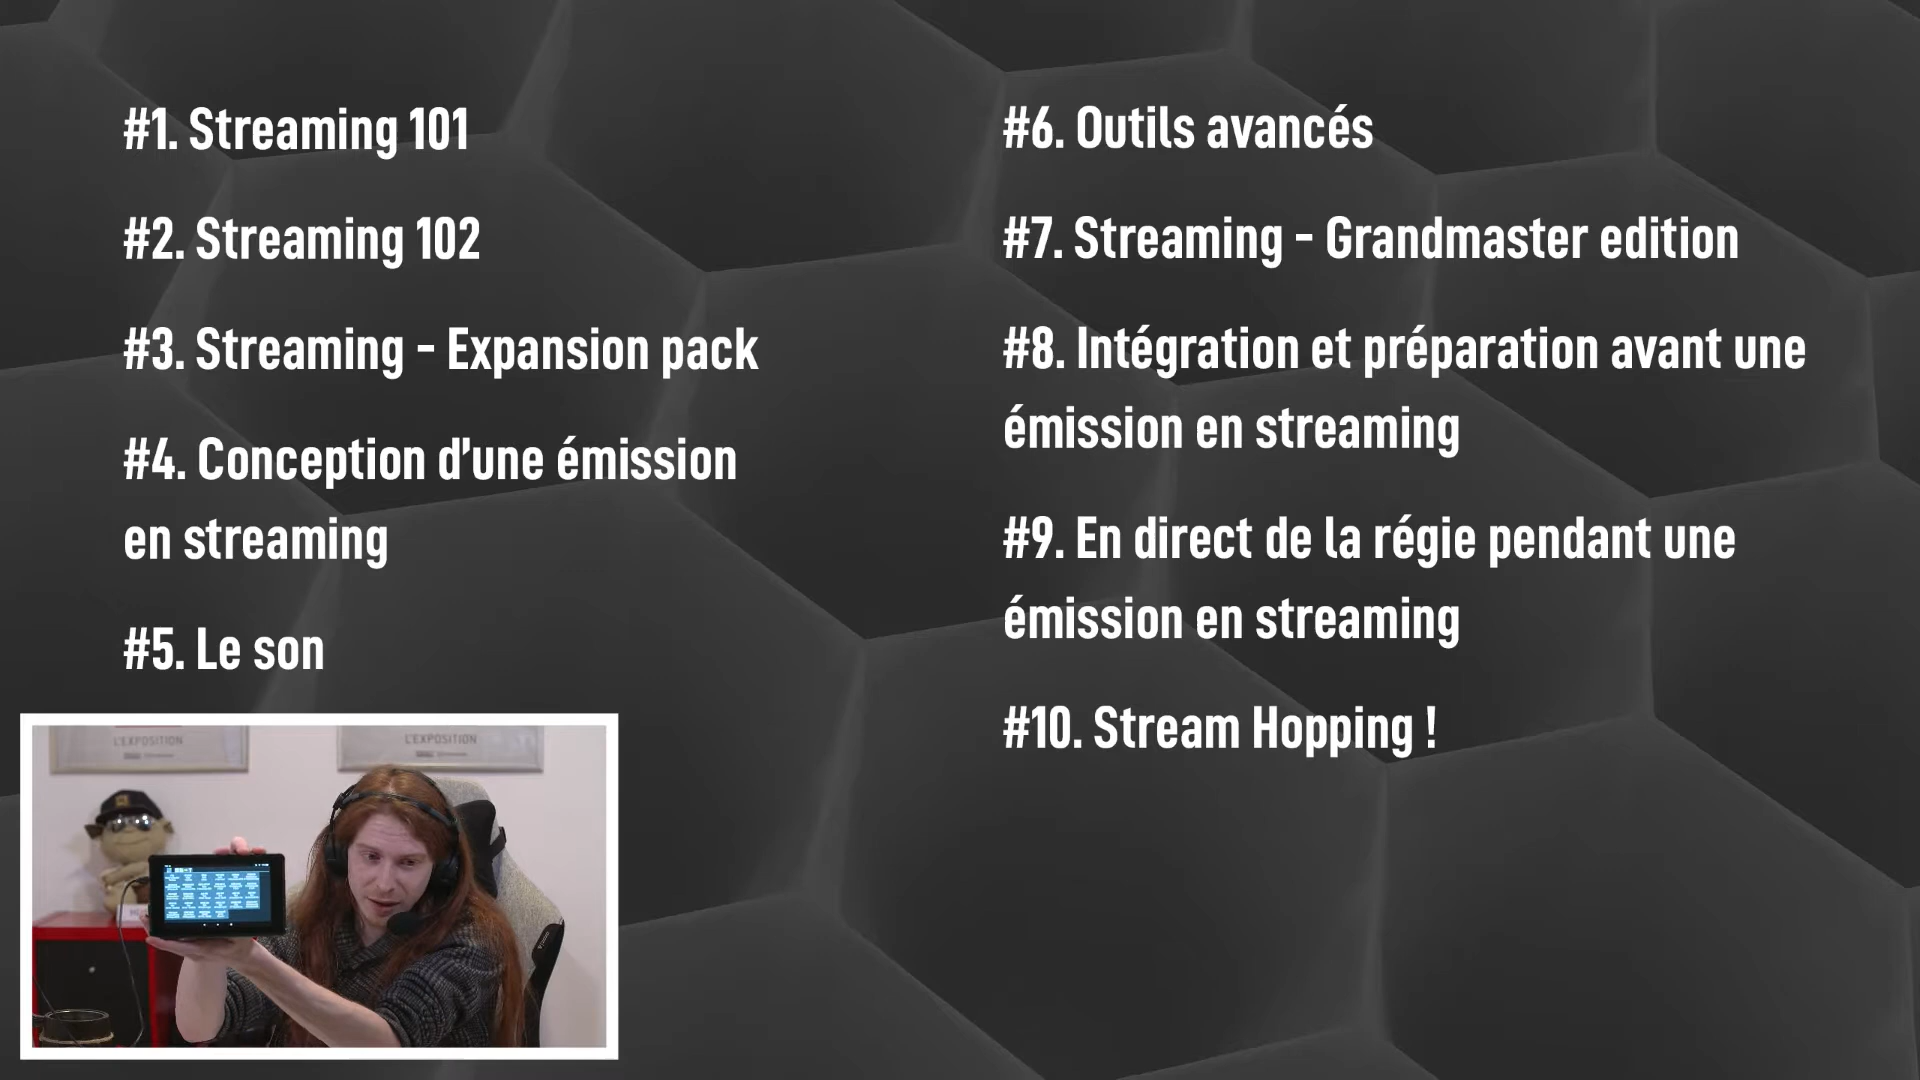 #1. Streaming 101
#2. Streaming 102
#3. Streaming - Expansion pack
#4. Conception d'une émission
en streaming
#5. Le son
#6. Outils avancés
#7. Streaming - Grandmaster edition
#8. Intégration et préparation avant une
émission en streaming
#9. En direct de la régie pendant une
émission en streaming
#10. Stream Hopping !
L'EXPOSITION
L'EXPOSITION